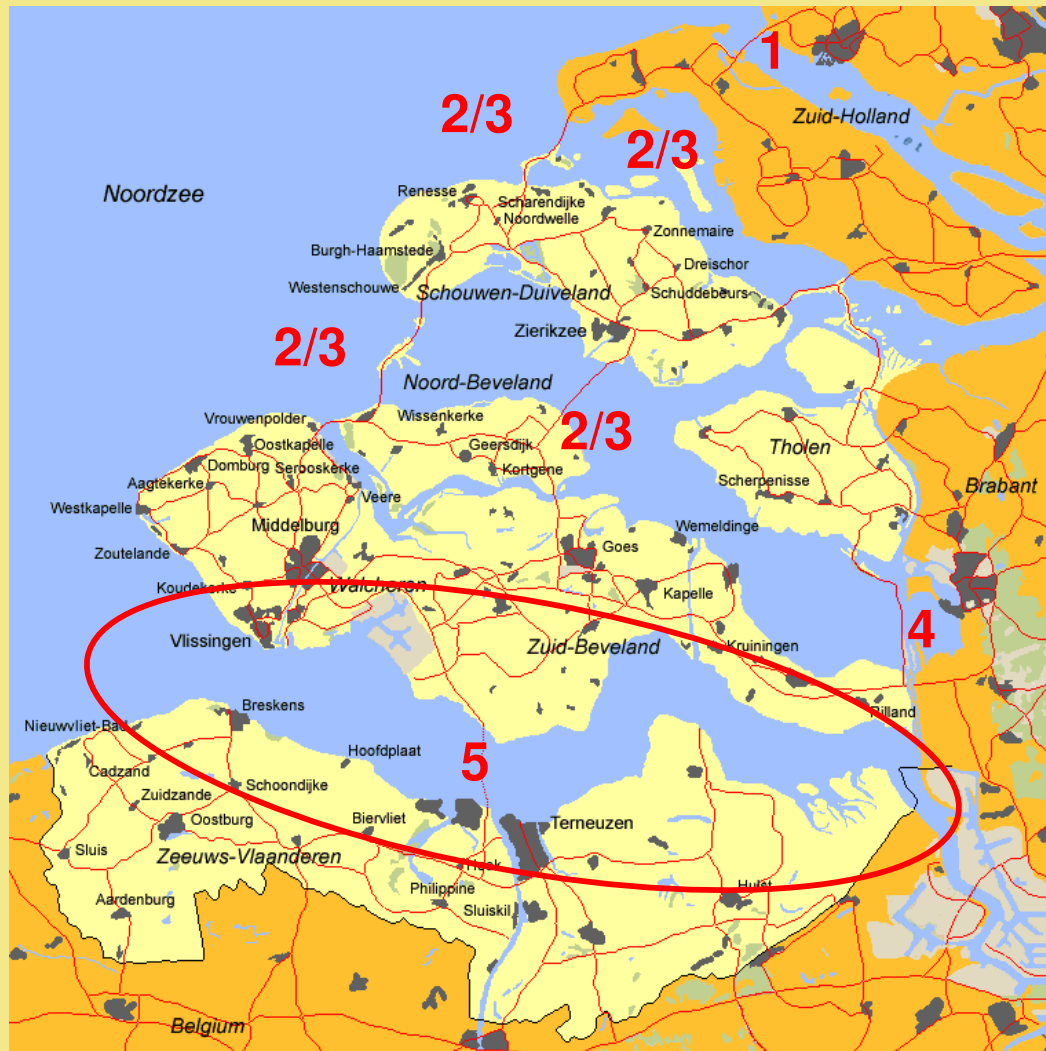 1
2/3
Zuid-Holland
2/3
Noordzee
Renesse
Scharendijke
Noordwelle
Zonnemaire
Burgh-Haamstede
Dreischor
Westenschouwe
Schouwen-Duiveland
Schuddebeurs
Zierikzee
2/3
Noord-Beveland
Vrouwenpolder
Wissenkerke
2/3
Oostkapelle
Geersdijk
Tholen
Domburg
Serooskerke
Kortgene
Aagtekerke
Scherpenisse
Brabant
Veere
Westkapelle
Middelburg
Wemeldinge
Zoutelande
Goes
Koudekerke
Walcheren
Kapelle
4
Vlissingen
Zuid-Beveland
Kruiningen
Breskens
Rilland
Nieuwvliet-Bad
Hoofdplaat
5
Cadzand
Schoondijke
Zuidzande
Oostburg
Biervliet
Terneuzen
Sluis
Zeeuws-Vlaanderen
Hoek
Philippine
Hulst
Aardenburg
Sluiskil
Belgium